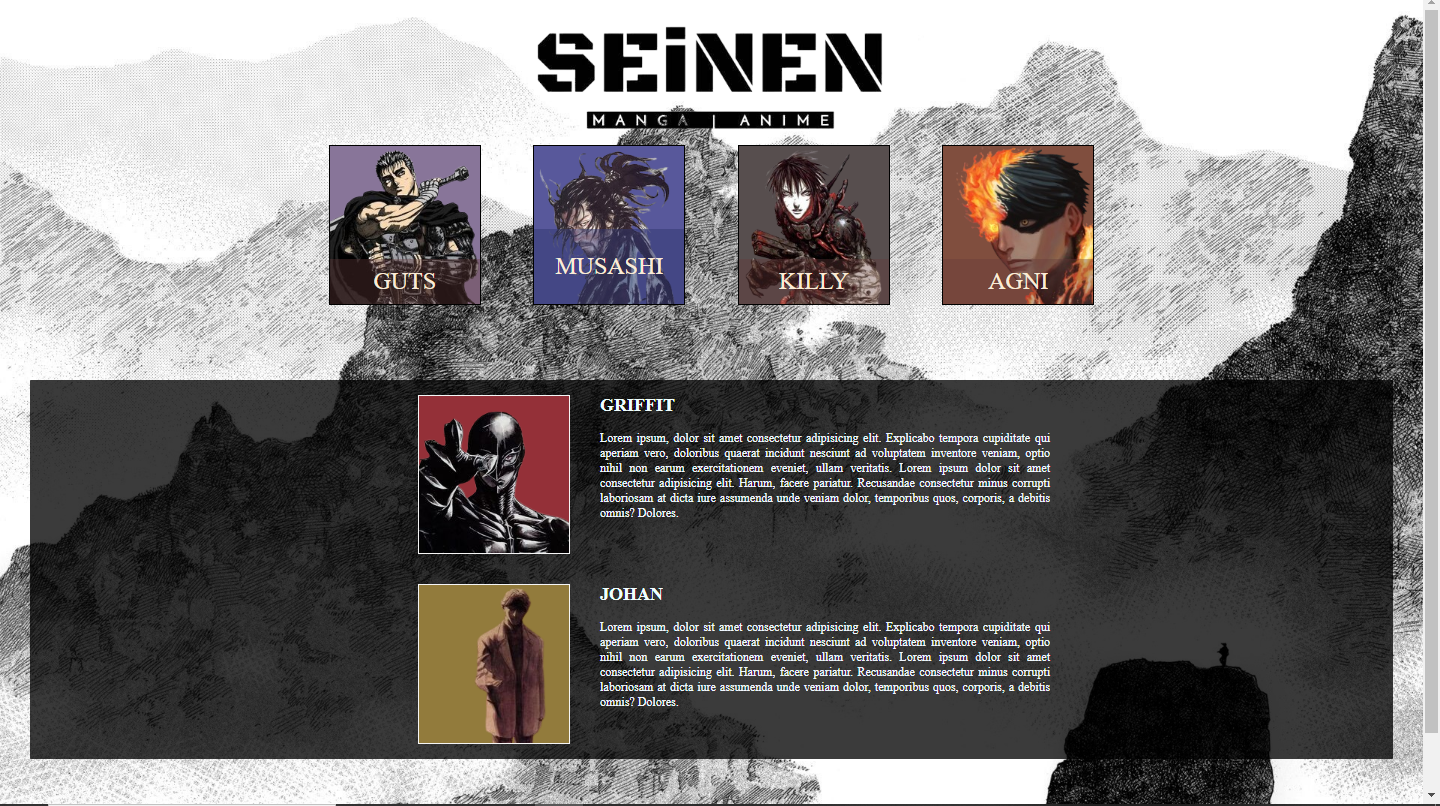 SEiNEN
MANGA | ANIME
GUTS
MUSASHI
KILLY
AGNI
GRIFFIT
Lorem ipsum, dolor sit amet consectetur adipisicing elit. Explicabo tempora cupiditate qui
aperiam vero, doloribus quaerat incidunt nesciunt ad voluptatem inventore veniam, optio
nihil non earum exercitationem eveniet, ullam veritatis. Lorem ipsum dolor sit amet
consectetur adipisicing elit. Harum, facere pariatur. Recusandae consectetur minus corrupti
laboriosam at dicta iure assumenda unde veniam dolor, temporibus quos, corporis, a debitis
omnis? Dolores.
JOHAN
Lorem ipsum, dolor sit amet consectetur adipisicing elit. Explicabo tempora cupiditate qui
aperiam vero, doloribus quaerat incidunt nesciunt ad voluptatem inventore veniam, optio
nihil non earum exercitationem eveniet, ullam veritatis. Lorem ipsum dolor sit amet
consectetur adipisicing elit. Harum, facere pariatur. Recusandae consectetur minus corrupti
laboriosam at dicta iure assumenda unde veniam dolor, temporibus quos, corporis, a debitis
omnis? Dolores.